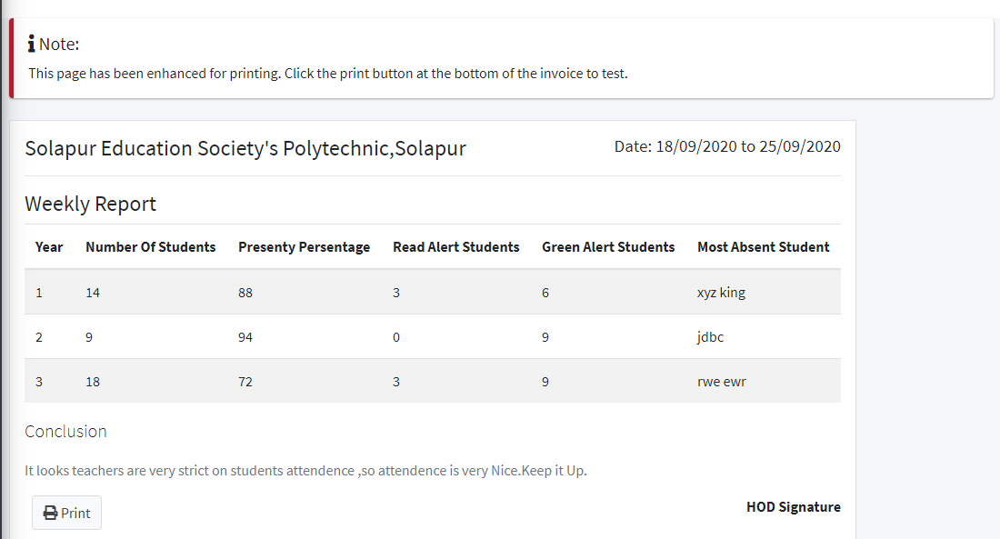 Note:
This page has been enhanced for printing. Click the print button at the bottom of the invoice to test.
Solapur Education Society's Polytechnic,Solapur Date: 18/09/2020 to 25/09/2020
Weekly Report
Year Number Of Students Presenty Persentage Read Alert Students Green Alert Students Most Absent Student
1 14 88 3 6 xyz king
2 9 94 0 9 jdbc
3 18 72 3 9 rwe ewr
Conclusion
It looks teachers are very strict on students attendence ,so attendence is very Nice.Keep it Up.
Print HOD Signature